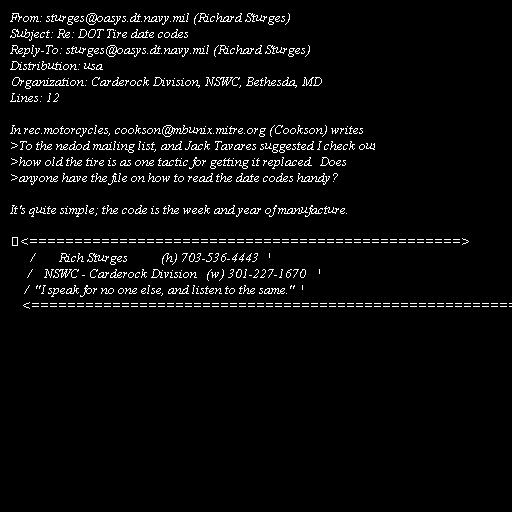 From: sturges@oasys.dt.navy.mil (Richard Sturges)
Subject: Re: DOT Tire date codes
Reply-To: sturges@oasys.dt.navy.mil (Richard Sturges)
Distribution: usa
Organization: Carderock Division, NSWC, Bethesda, MD
Lines: 12

In rec.motorcycles, cookson@mbunix.mitre.org (Cookson) writes
>To the nedod mailing list, and Jack Tavares suggested I check out
>how old the tire is as one tactic for getting it replaced.  Does
>anyone have the file on how to read the date codes handy?

It's quite simple; the code is the week and year of manufacture.

<================================================>
/ Rich Sturges (h) 703-536-4443 '
/ NSWC - Carderock Division (w) 301-227-1670 '
/ "I speak for no one else, and listen to the same." '
<======================================================